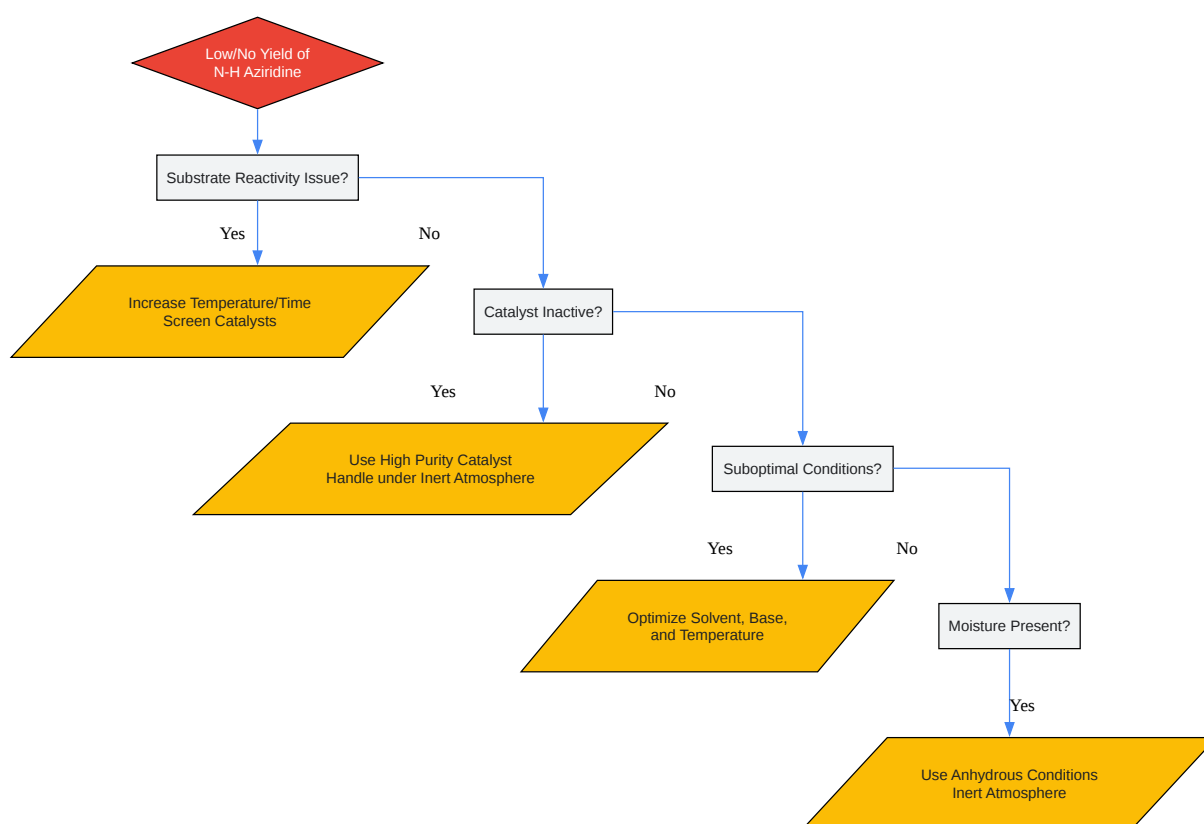 Low/No Yield of
N-H Aziridine
Substrate Reactivity Issue?
Yes
No
Increase Temperature/Time
Screen Catalysts
Catalyst Inactive?
Yes
No
Use High Purity Catalyst
Handle under Inert Atmosphere
Suboptimal Conditions?
Yes
No
Optimize Solvent, Base,
and Temperature
Moisture Present?
Yes
Use Anhydrous Conditions
Inert Atmosphere